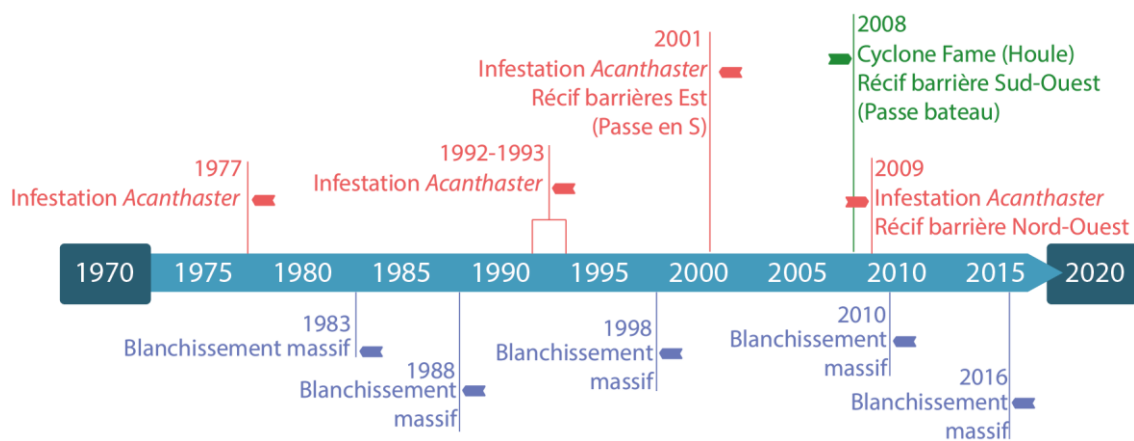 1977
Infestation Acanthaster
1992-1993
Infestation Acanthaster
2001
Infestation Acanthaster
Récif barrières Est
(Passe en S)
2008
Cyclone Fame (Houle)
Récif barrière Sud-Ouest
(Passe bateau)
2009
Infestation Acanthaster
Récif barrière Nord-Ouest
1970 1975 1980 1985 1990 1995 2000 2005 2010 2015 2020
1983
Blanchissement massif
1988
Blanchissement
massif
1998
Blanchissement
massif
2010
Blanchissement
massif
2016
Blanchissement
massif